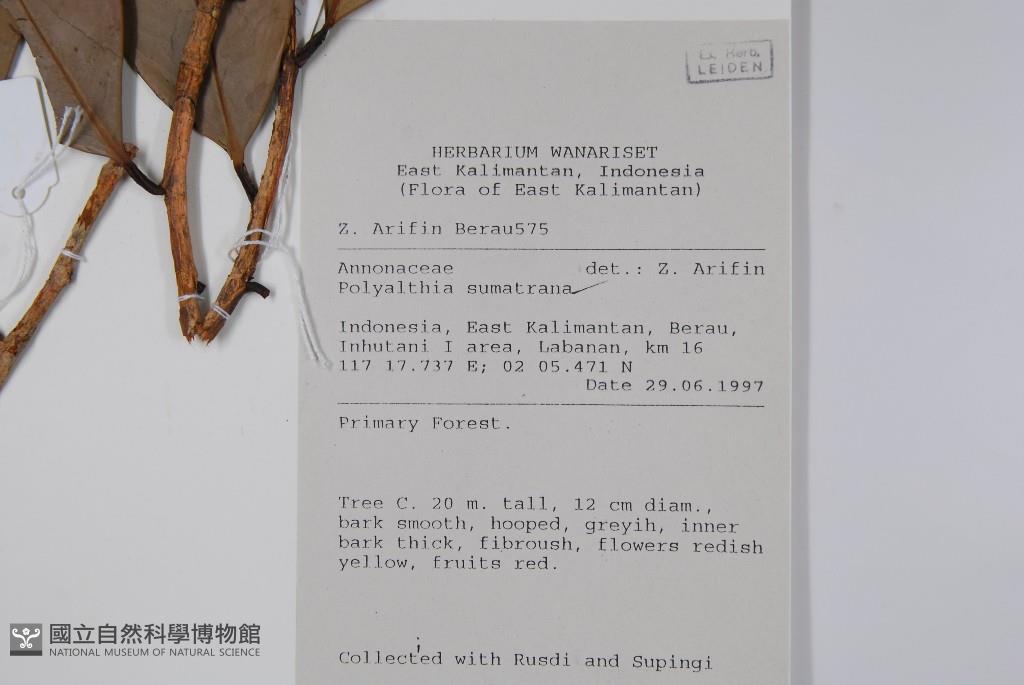 Ex. Herb.
LEIDEN
HERBARIUM WANARISET
East Kalimantan, Indonesia
(Flora of East Kalimantan)
Z. Arifin Berau575
Annonaceae det.: Z. Arifin
Polyalthia sumatrana
Indonesia, East Kalimantan, Berau,
Inhutani I area, Labanan, km 16
117 17.737 E; 02 05.471 N
Date 29.06.1997
Primary Forest.
Tree C. 20 m. tall, 12 cm diam.,
bark smooth, hooped, greyih, inner
bark thick, fibroush, flowers redish
yellow, fruits red.
Collected with Rusdi and Supingi
國立自然科學博物館
NATIONAL MUSEUM OF NATURAL SCIENCE